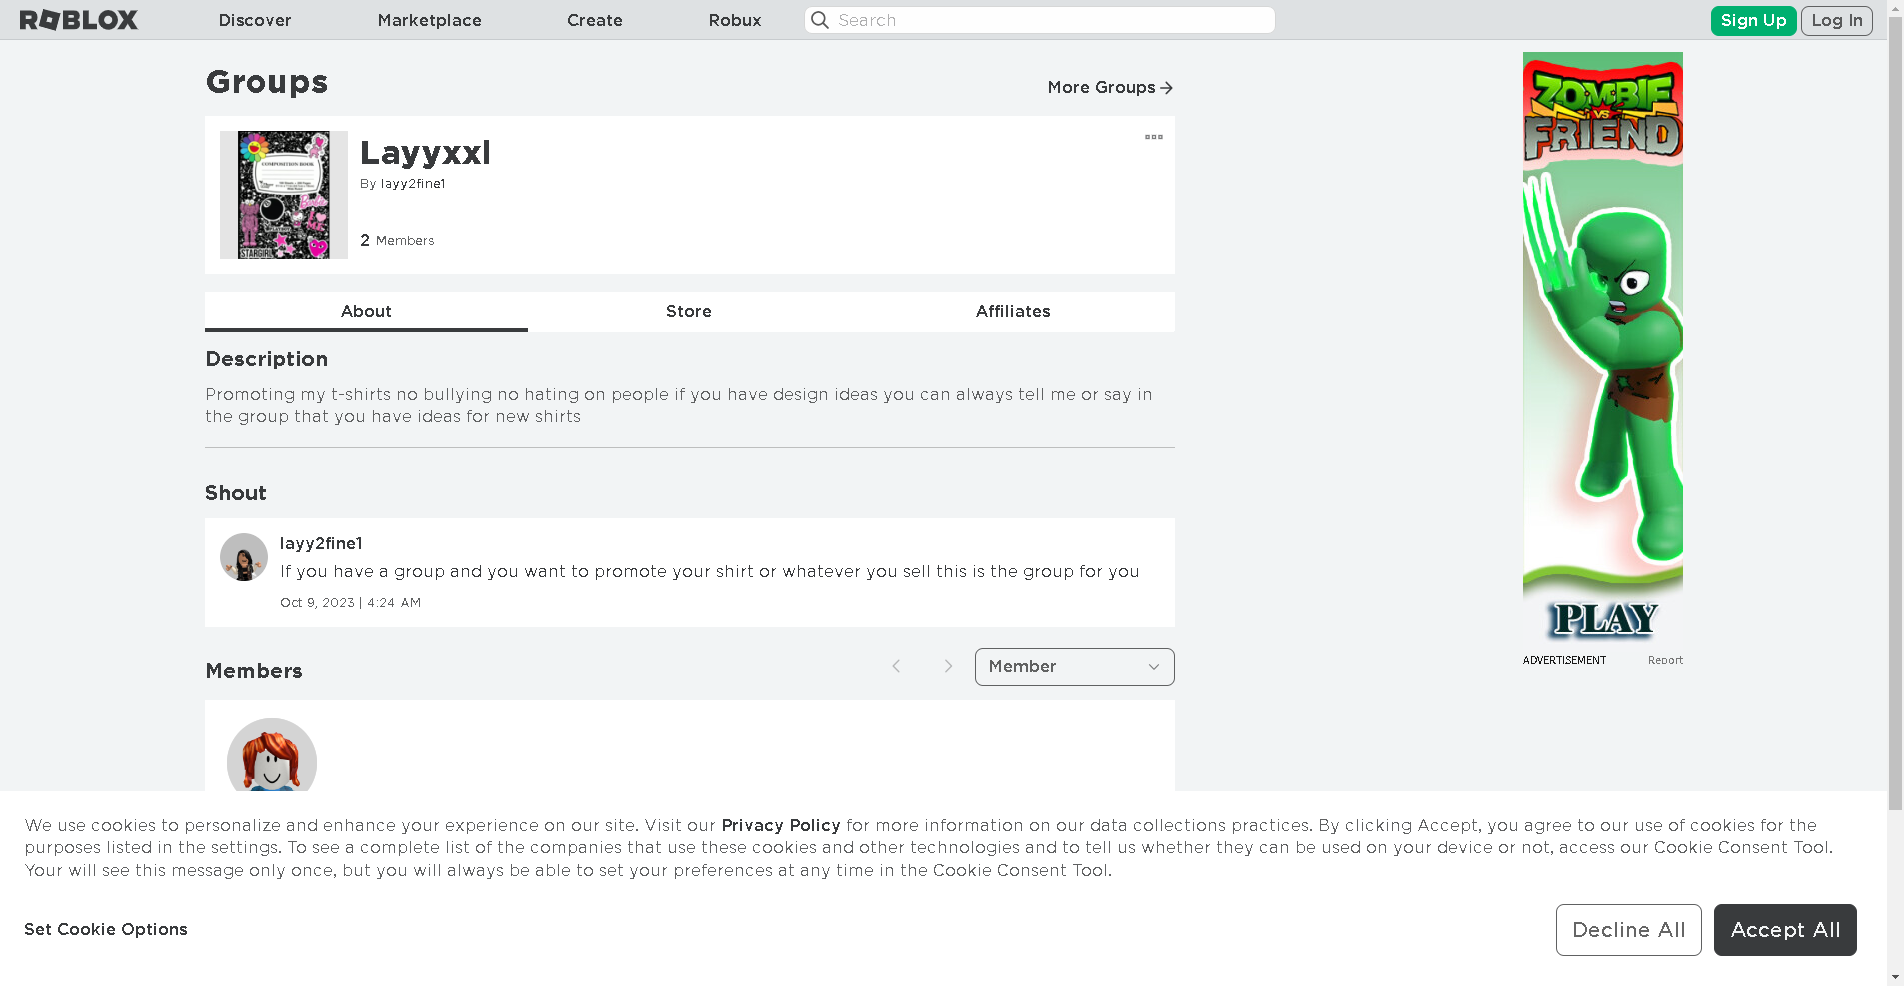 ROBLOX
Discover
Marketplace
Create
Robux
Search
Sign Up
Log In
Groups
More Groups
COMPOSITION BOOK
Barbie
STARGIRL
Layyxxl
By layy2fine1
2 Members
About
Store
Affiliates
Description
Promoting my t-shirts no bullying no hating on people if you have design ideas you can always tell me or say in
the group that you have ideas for new shirts
Shout
layy2fine1
If you have a group and you want to promote your shirt or whatever you sell this is the group for you
Oct 9, 2023 | 4:24 AM
Members
Member
ZOMBIE
VS
FRIEND
PLAY
ADVERTISEMENT
Report
We use cookies to personalize and enhance your experience on our site. Visit our Privacy Policy for more information on our data collections practices. By clicking Accept, you agree to our use of cookies for the
purposes listed in the settings. To see a complete list of the companies that use these cookies and other technologies and to tell us whether they can be used on your device or not, access our Cookie Consent Tool.
Your will see this message only once, but you will always be able to set your preferences at any time in the Cookie Consent Tool.
Set Cookie Options
Decline All
Accept All